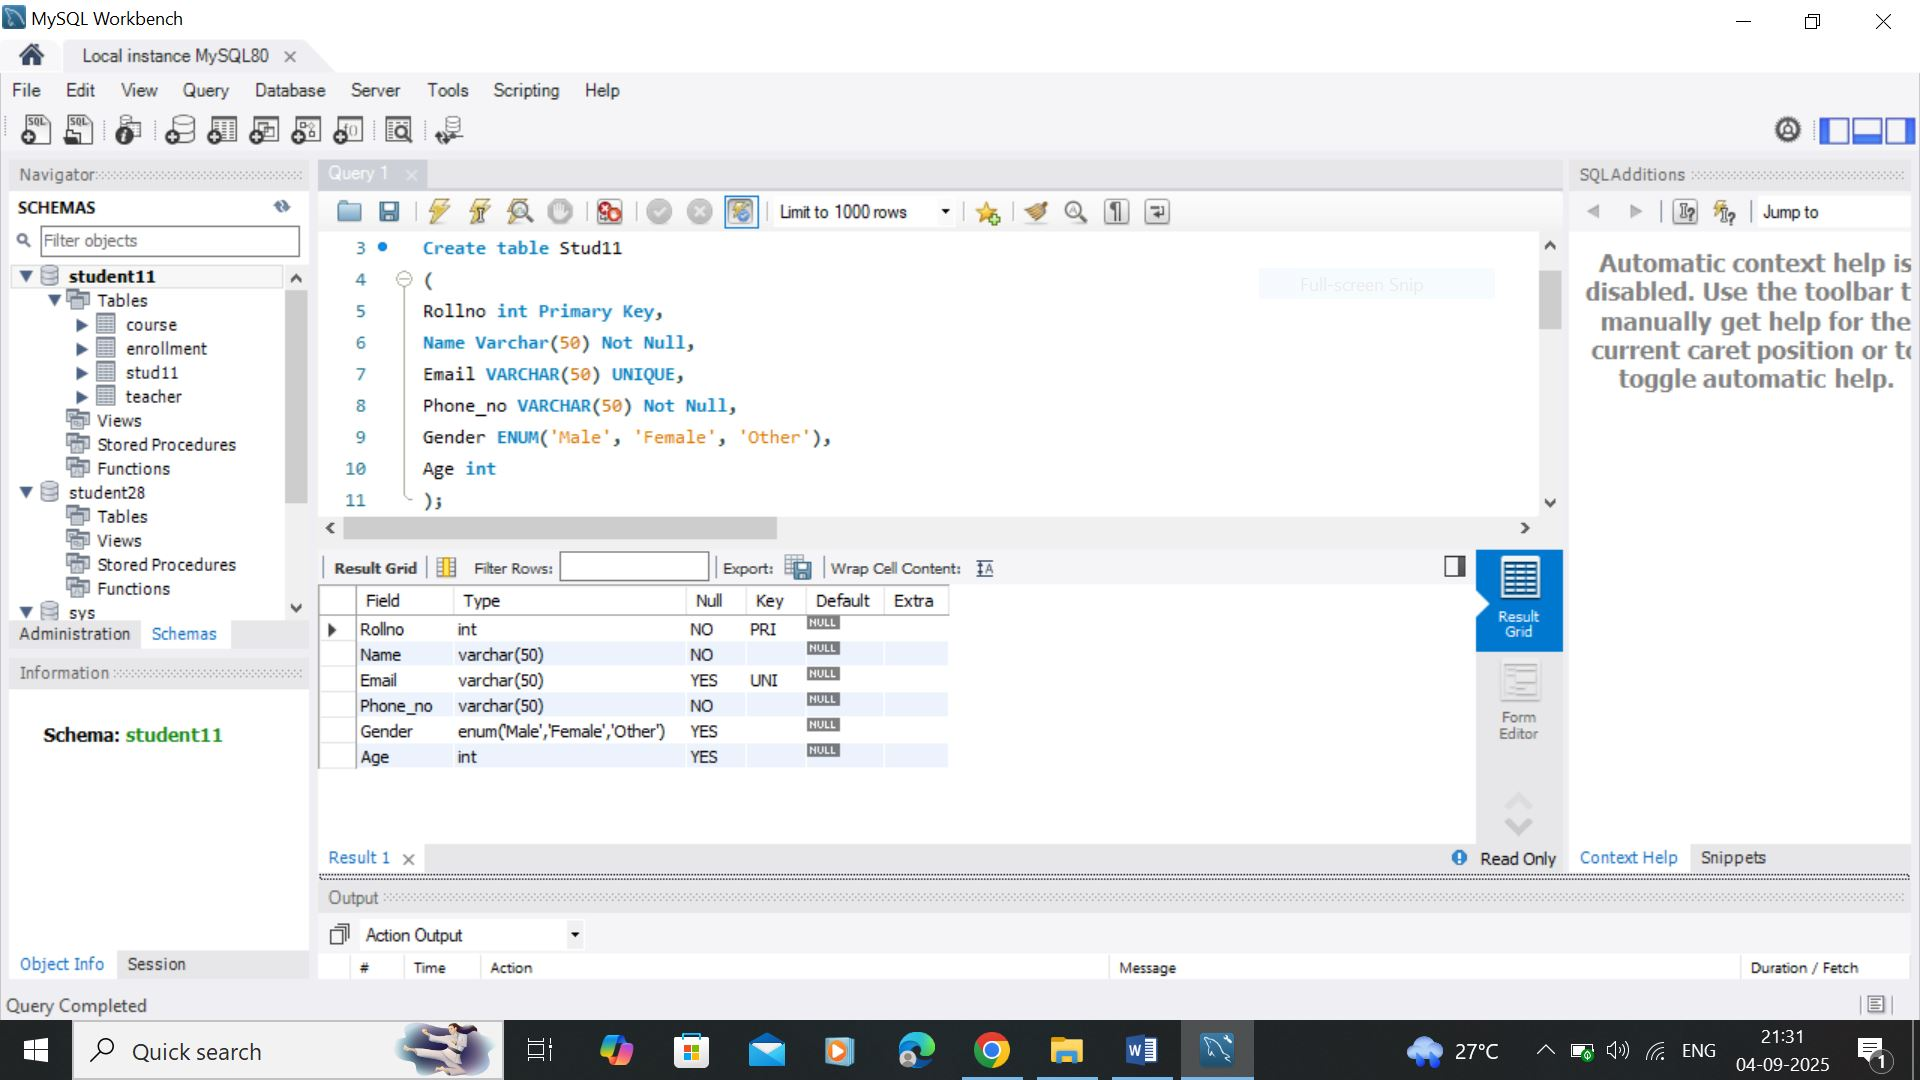 MySQL Workbench
Local instance MySQL80
File Edit View Query Database Server Tools Scripting Help
Navigator
SCHEMAS
Filter objects
student11
Tables
course
enrollment
stud11
teacher
Views
Stored Procedures
Functions
student28
Tables
Views
Stored Procedures
Functions
sys
Administration Schemas
Information
Schema: student11
Object Info Session
Query Completed
Query 1
Limit to 1000 rows
3 Create table Stud11
4 (
5 Rollno int Primary Key,
6 Name Varchar(50) Not Null,
7 Email VARCHAR(50) UNIQUE,
8 Phone_no VARCHAR(50) Not Null,
9 Gender ENUM('Male', 'Female', 'Other'),
10 Age int
11 );
Full-screen Snip
Result Grid Filter Rows: Export: Wrap Cell Content:
Field Type Null Key Default Extra
Rollno int NO PRI NULL
Name varchar(50) NO NULL
Email varchar(50) YES UNI NULL
Phone_no varchar(50) NO NULL
Gender enum('Male','Female','Other') YES NULL
Age int YES NULL
Result
Grid
Form
Editor
Result 1
Read Only
Output
Action Output
# Time Action Message Duration / Fetch
SQLAdditions
Jump to
Automatic context help is
disabled. Use the toolbar t
manually get help for the
current caret position or to
toggle automatic help.
Context Help Snippets
Quick search
27°C
ENG
21:31
04-09-2025
1